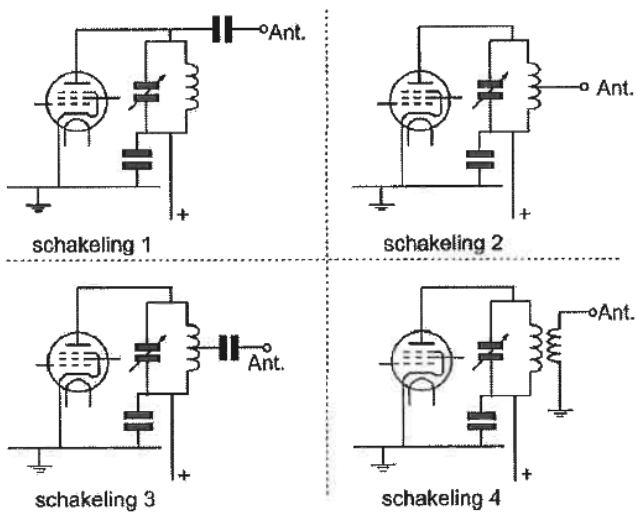 Ant.
+
schakeling 1
Ant.
+
schakeling 2
Ant.
+
schakeling 3
Ant.
+
schakeling 4